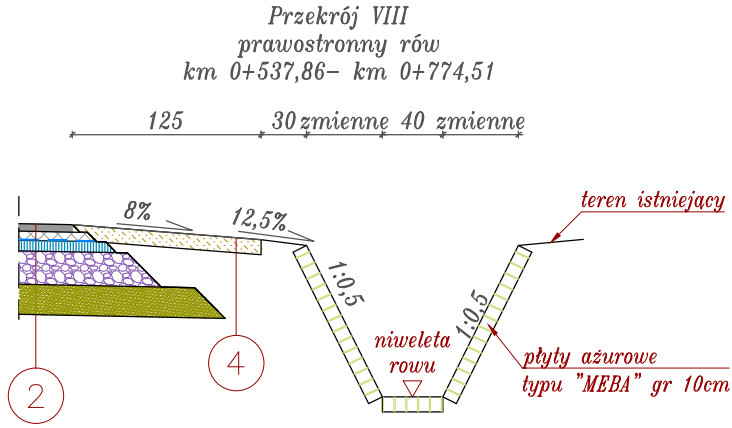 Przekrój VIII
prawostronny rów
km 0+537,86- km 0+774,51
125 30 zmienne 40 zmienne
8%
12,5%
teren istniejący
1:0,5
1:0,5
niweleta
rowu
płyty ażurowe
typu "MEBA" gr 10cm
4
2